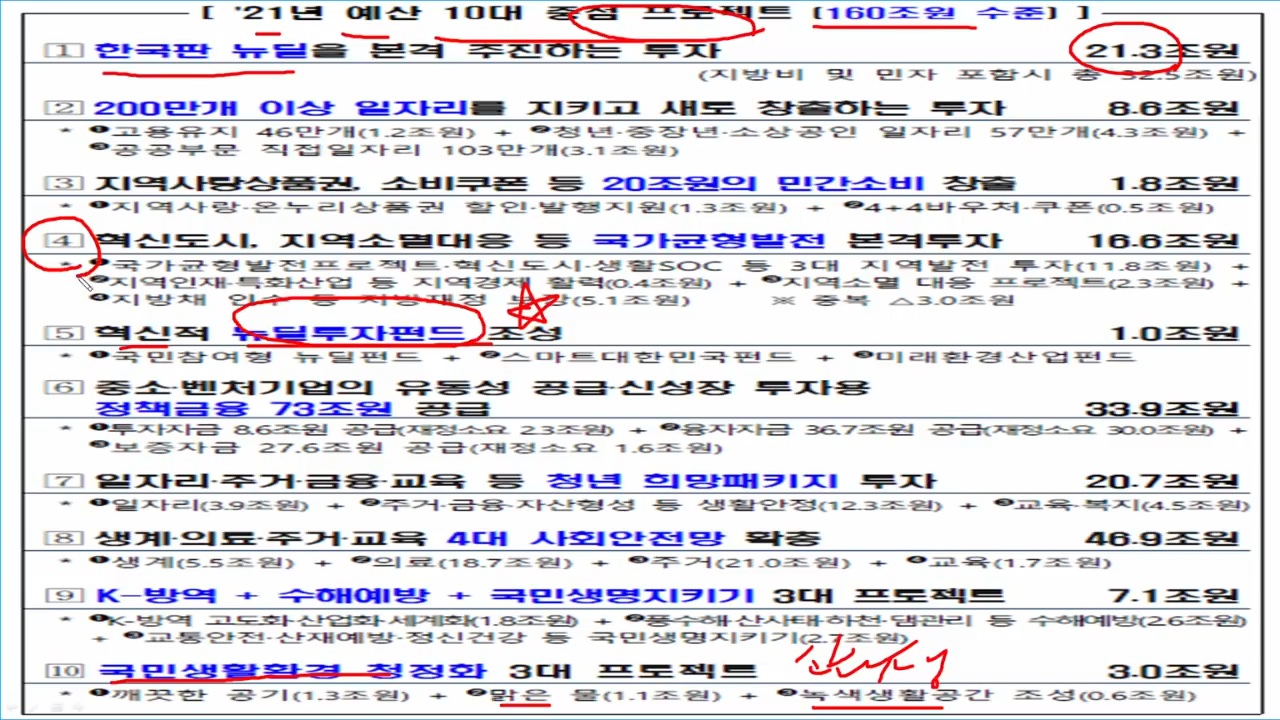 [ '21년 예산 10대 중점 프로젝트 (160조원 수준) ]
1 한국판 뉴딜을 본격 추진하는 투자 21.3조원
(지방비 및 민자 포함시 총 32.5조원)
2 200만개 이상 일자리를 지키고 새로 창출하는 투자 8.6조원
* ❶고용유지 46만개(1.2조원) + ❷청년·중장년·소상공인 일자리 57만개(4.3조원) +
❸공공부문 직접일자리 103만개(3.1조원)
3 지역사랑상품권, 소비쿠폰 등 20조원의 민간소비 창출 1.8조원
* ❶지역사랑·온누리상품권 할인·발행지원(1.3조원) + ❷4+4바우처·쿠폰(0.5조원)
4 혁신도시, 지역소멸대응 등 국가균형발전 본격투자 16.6조원
* ❶국가균형발전프로젝트·혁신도시·생활SOC 등 3대 지역발전 투자(11.8조원) +
❷지역인재·특화산업 등 지역경제 활력(0.4조원) + ❸지역소멸 대응 프로젝트(2.3조원) +
❹지방채 인수 등 지방재정 보강(5.1조원) ※ 중복 △3.0조원
5 혁신적 뉴딜투자펀드 조성 1.0조원
* ❶국민참여형 뉴딜펀드 + ❷스마트대한민국펀드 + ❸미래환경산업펀드
6 중소·벤처기업의 유동성 공급·신성장 투자용
정책금융 73조원 공급 33.9조원
* ❶투자자금 8.6조원 공급(재정소요 2.3조원) + ❷융자자금 36.7조원 공급(재정소요 30.0조원) +
❸보증자금 27.6조원 공급(재정소요 1.6조원)
7 일자리·주거·금융·교육 등 청년 희망패키지 투자 20.7조원
* ❶일자리(3.9조원) + ❷주거·금융·자산형성 등 생활안정(12.3조원) + ❸교육·복지(4.5조원)
8 생계·의료·주거·교육 4대 사회안전망 확충 46.9조원
* ❶생계(5.5조원) + ❷의료(18.7조원) + ❸주거(21.0조원) + ❹교육(1.7조원)
9 K-방역 + 수해예방 + 국민생명지키기 3대 프로젝트 7.1조원
* ❶K-방역 고도화·산업화·세계화(1.8조원) + ❷풍수해·산사태·하천·댐관리 등 수해예방(2.6조원)
+ ❸교통안전·산재예방·정신건강 등 국민생명지키기(2.7조원)
10 국민생활환경 청정화 3대 프로젝트 3.0조원
* ❶깨끗한 공기(1.3조원) + ❷맑은 물(1.1조원) + ❸녹색생활공간 조성(0.6조원)